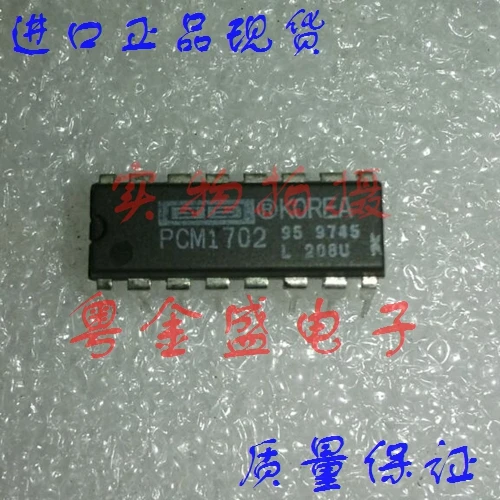 进口正品现货
实物拍摄
BB ®KOREA
PCM1702 95 9745
L 208U K
粤金盛电子
质量保证